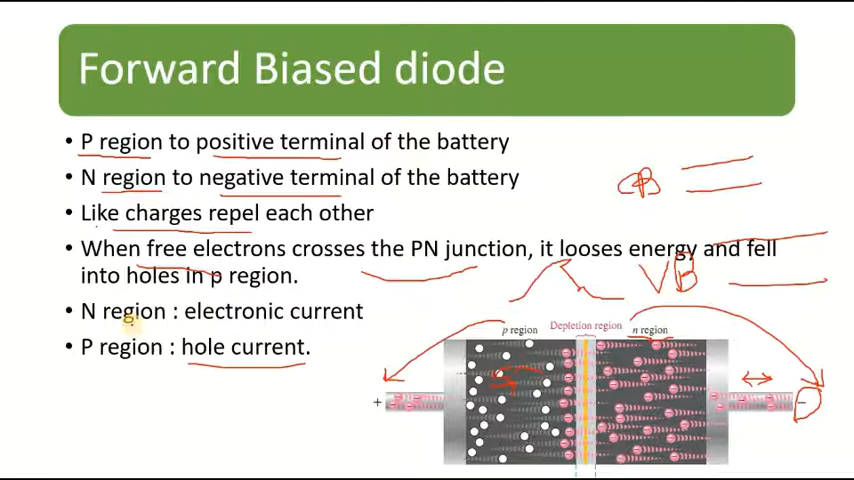 Forward Biased diode
• P region to positive terminal of the battery
• N region to negative terminal of the battery
CB
• Like charges repel each other
• When free electrons crosses the PN junction, it looses energy and fell
into holes in p region.
VB
• N region : electronic current
p region Depletion region n region
• P region : hole current.
+ −